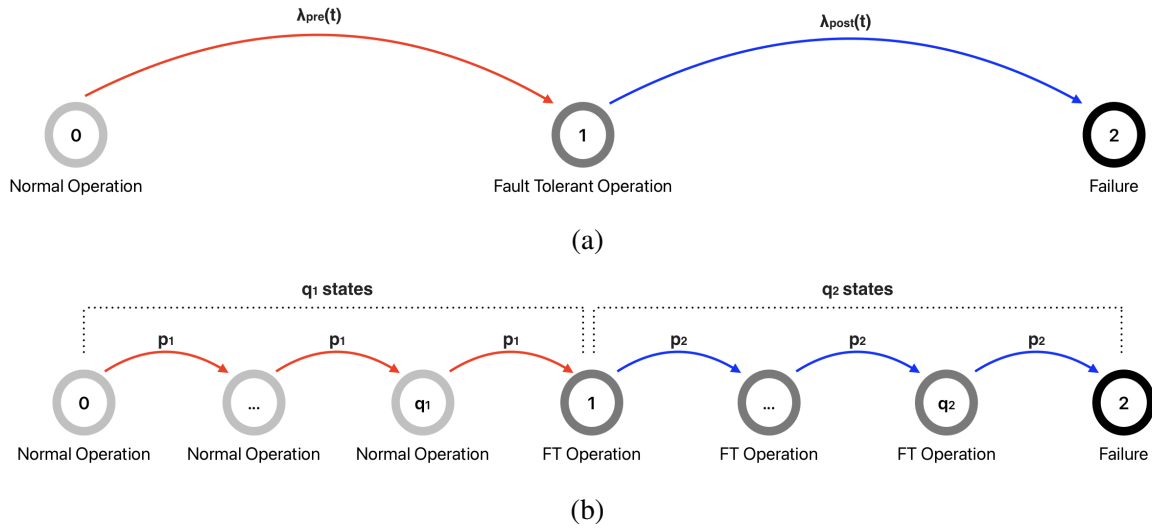 λpre(t) λpost(t)
0 1 2
Normal Operation Fault Tolerant Operation Failure
(a)
q1 states q2 states
p1 p1 p1 p2 p2 p2
0 ... q1 1 ... q2 2
Normal Operation Normal Operation Normal Operation FT Operation FT Operation FT Operation Failure
(b)